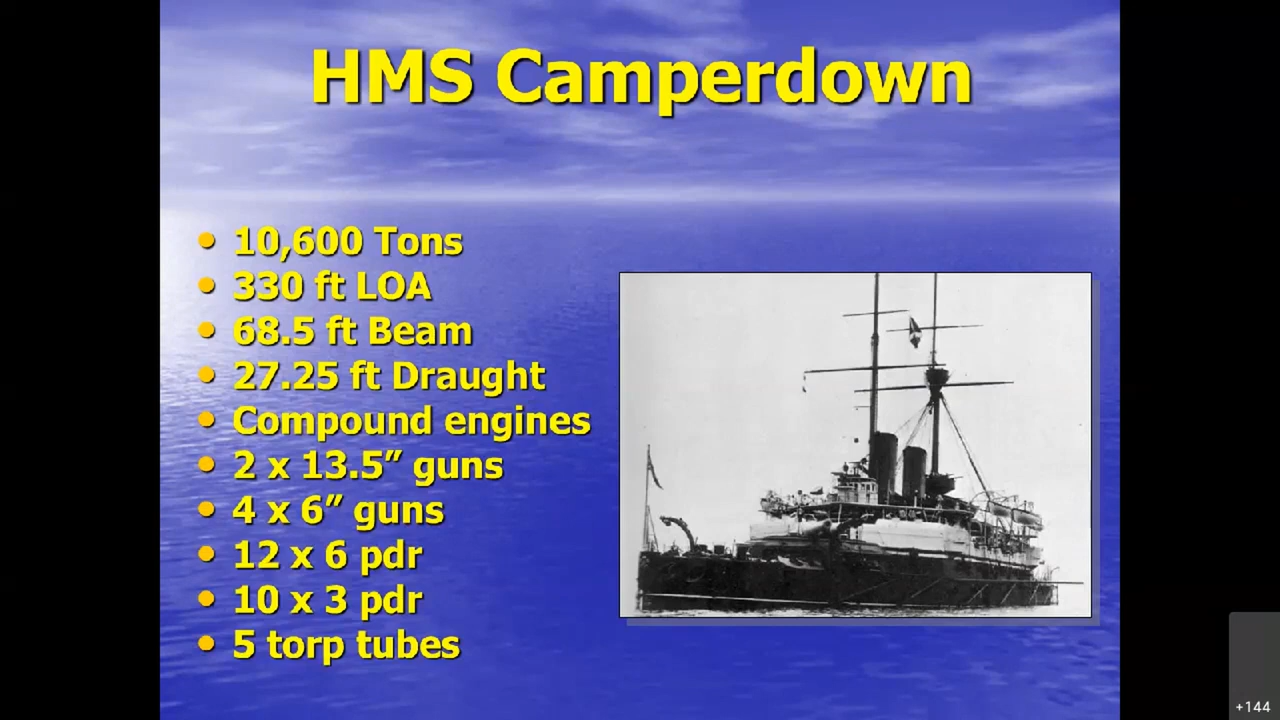 HMS Camperdown
• 10,600 Tons
• 330 ft LOA
• 68.5 ft Beam
• 27.25 ft Draught
• Compound engines
• 2 x 13.5” guns
• 4 x 6” guns
• 12 x 6 pdr
• 10 x 3 pdr
• 5 torp tubes
+144